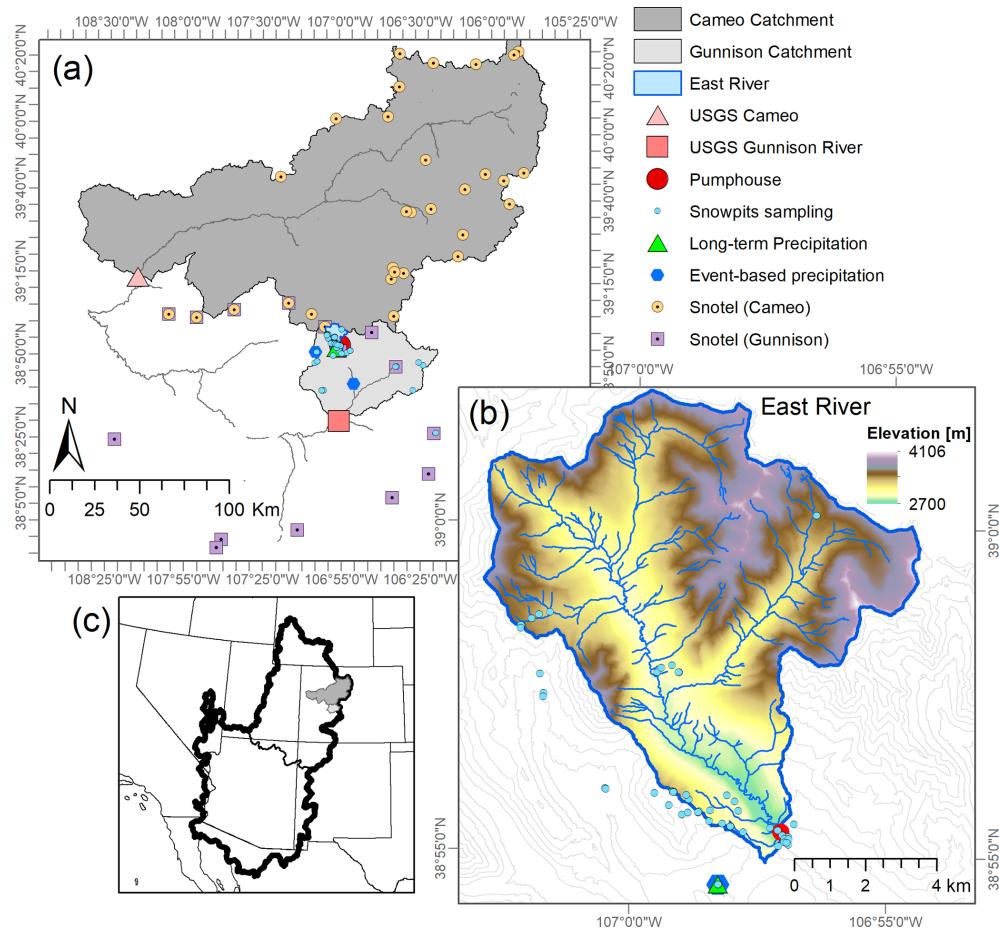 108°30'0"W 108°0'0"W 107°0'0"W 106°30'0"W 106°0'0"W 105°25'0"W
(a)
40°20'0"N
40°0'0"N
39°40'0"N
39°15'0"N
38°50'0"N
38°25'0"N
38°5'0"N
40°20'0"N
40°0'0"N
39°40'0"N
39°15'0"N
38°50'0"N
N
0 25 50 100
Km
108°25'0"W 107°55'0"W 107°25'0"W 106°55'0"W 106°25'0"W
Cameo Catchment
Gunnison Catchment
East River
USGS Cameo
USGS Gunnison River
Pumphouse
Snowpits sampling
Long-term Precipitation
Event-based precipitation
Snotel (Cameo)
Snotel (Gunnison)
107°0'0"W 106°55'0"W
(b)
East River
Elevation [m]
4106
2700
39°0'0"N
39°0'0"N
38°55'0"N
38°55'0"N
0 2 4 km
107°0'0"W 106°55'0"W
(c)